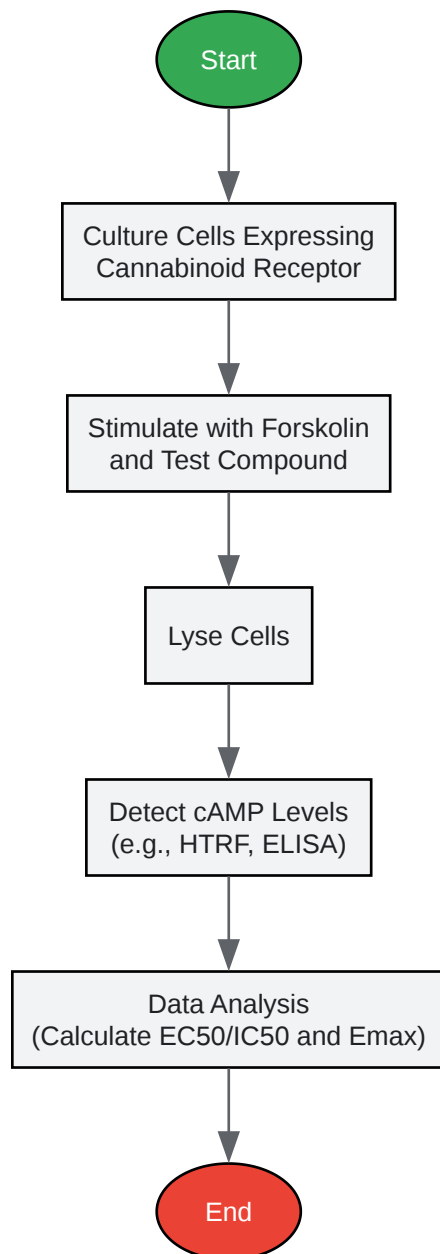 Start
Culture Cells Expressing
Cannabinoid Receptor
Stimulate with Forskolin
and Test Compound
Lyse Cells
Detect cAMP Levels
(e.g., HTRF, ELISA)
Data Analysis
(Calculate EC50/IC50 and Emax)
End